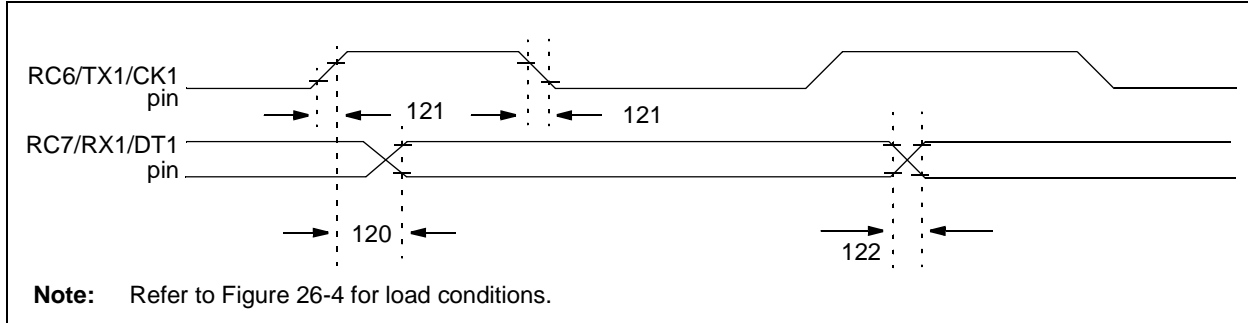 RC6/TX1/CK1
pin
121
121
RC7/RX1/DT1
pin
120
122
Note: Refer to Figure 26-4 for load conditions.